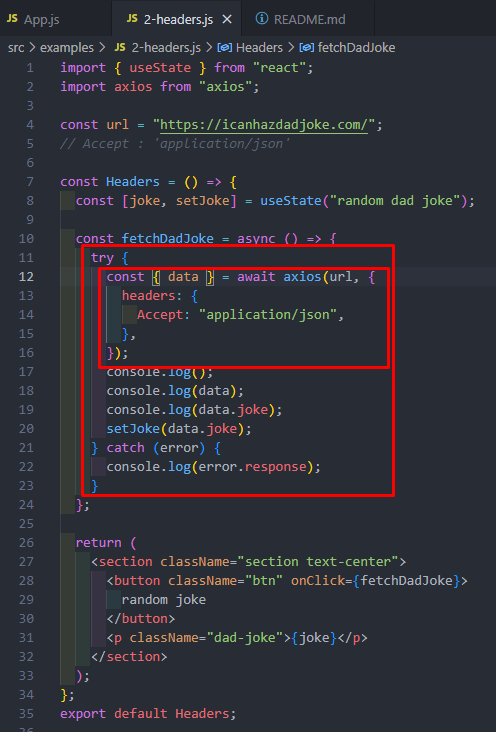 JS App.js JS 2-headers.js × ⓘ README.md
src > examples > JS 2-headers.js > Headers > fetchDadJoke
1 import { useState } from "react";
2 import axios from "axios";
3
4 const url = "https://icanhazdadjoke.com/";
5 // Accept : 'application/json'
6
7 const Headers = () => {
8 const [joke, setJoke] = useState("random dad joke");
9
10 const fetchDadJoke = async () => {
11 try {
12 const { data } = await axios(url, {
13 headers: {
14 Accept: "application/json",
15 },
16 });
17 console.log();
18 console.log(data);
19 console.log(data.joke);
20 setJoke(data.joke);
21 } catch (error) {
22 console.log(error.response);
23 }
24 };
25
26 return (
27 <section className="section text-center">
28 <button className="btn" onClick={fetchDadJoke}>
29 random joke
30 </button>
31 <p className="dad-joke">{joke}</p>
32 </section>
33 );
34 };
35 export default Headers;